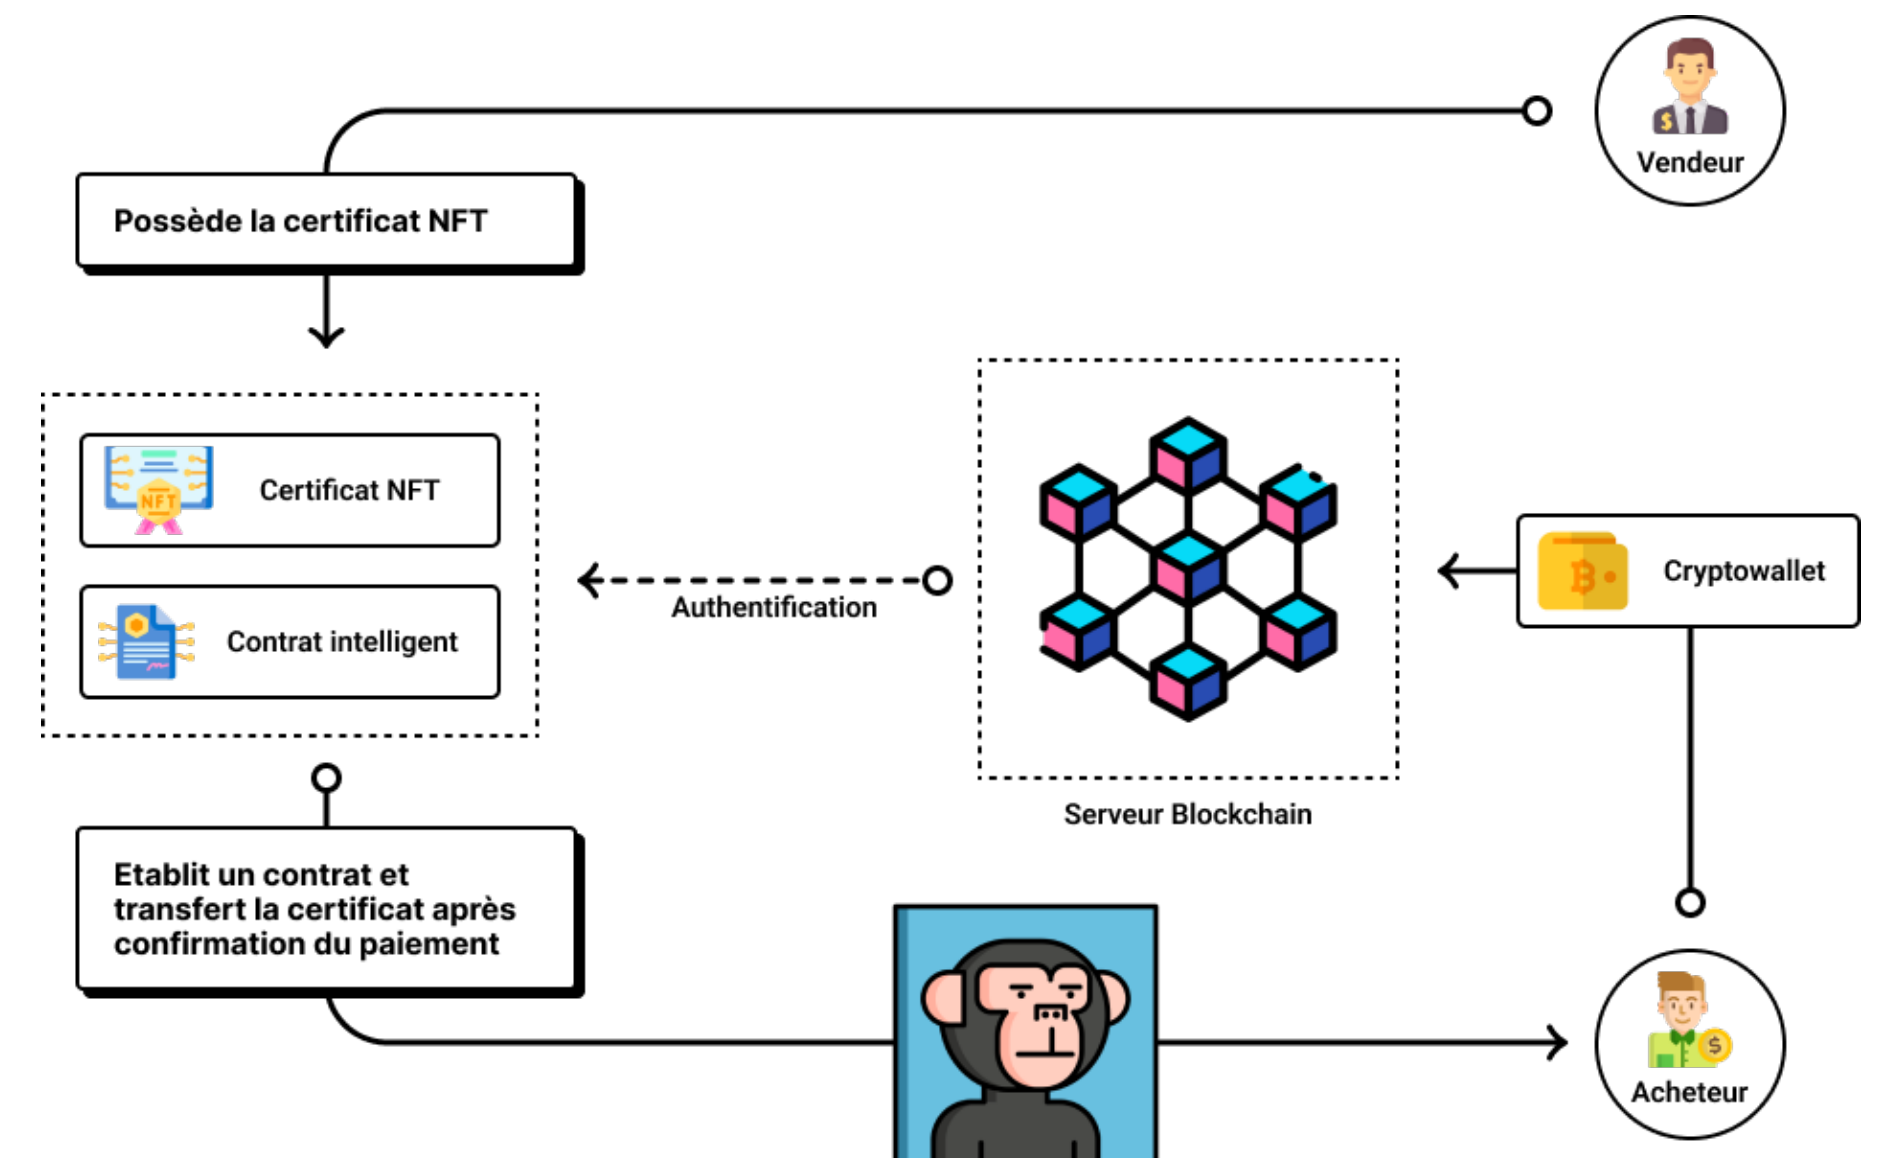 Vendeur
Possède la certificat NFT
NFT
Certificat NFT
Contrat intelligent
Authentification
Serveur Blockchain
Cryptowallet
Etablit un contrat et
transfert la certificat après
confirmation du paiement
Acheteur